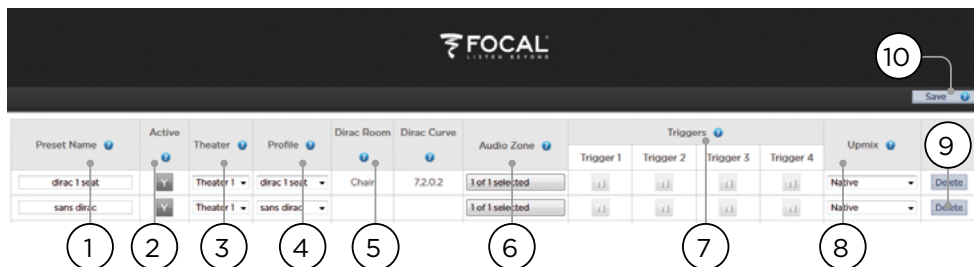 FOCAL
LISTEN BEYOND
10
Save
Preset Name Active Theater Profile Dirac Room Dirac Curve Audio Zone Triggers Upmix 9
Trigger 1 Trigger 2 Trigger 3 Trigger 4
dirac 1 seat Y Theater 1 dirac 1 seat Chair 7.2.0.2 1 of 1 selected Native Delete
sans dirac Y Theater 1 sans dirac 1 of 1 selected Native Delete
1 2 3 4 5 6 7 8